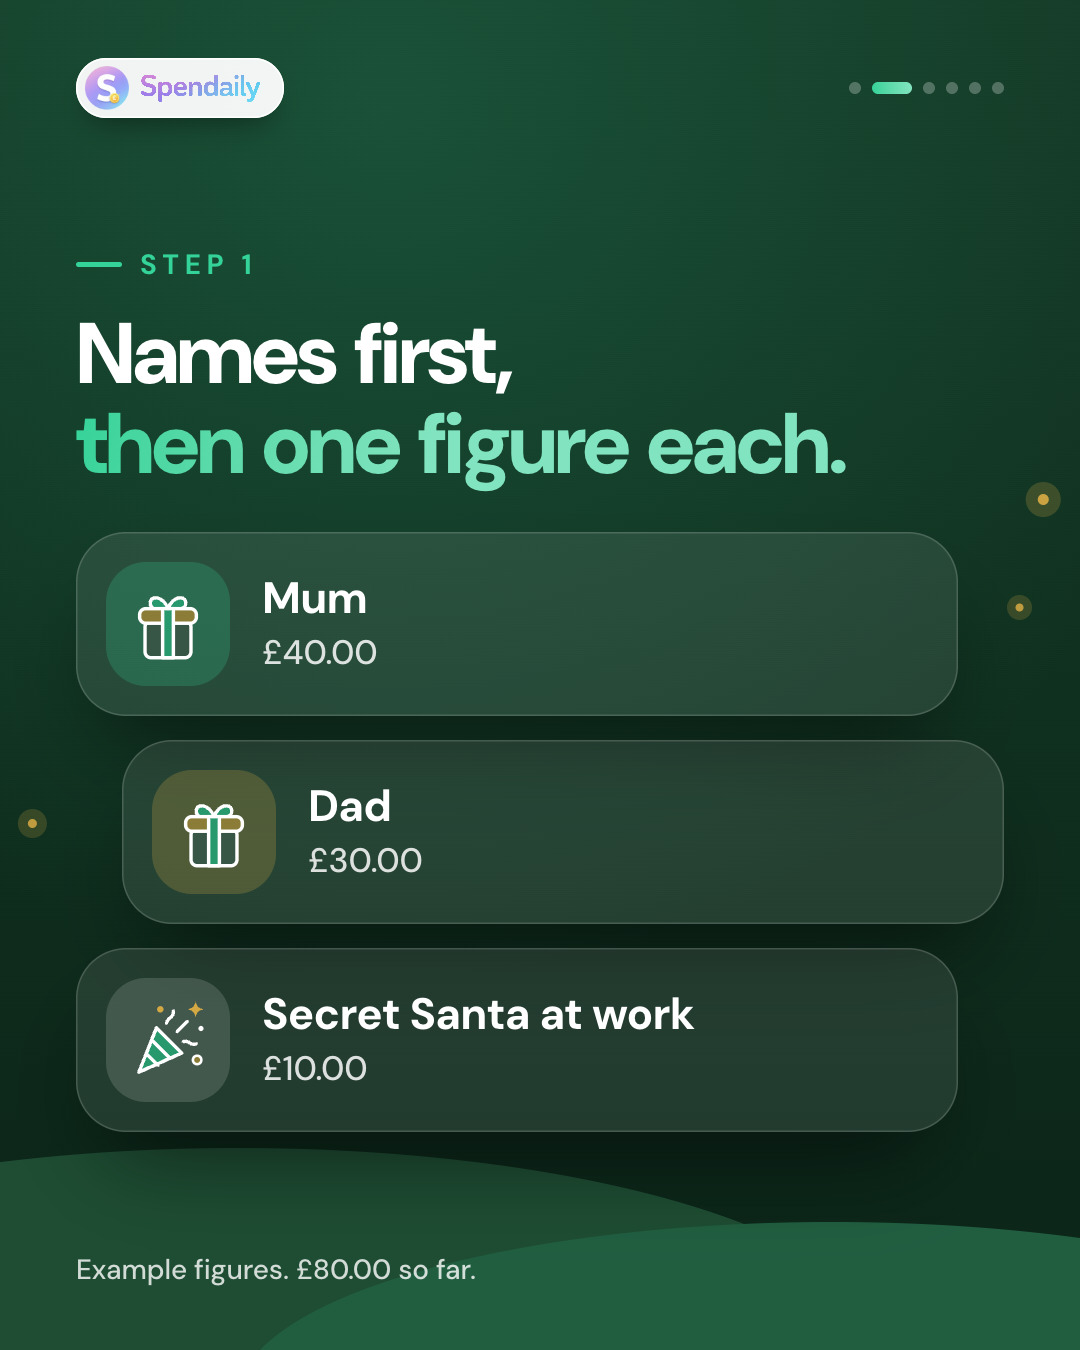 Spendaily
STEP 1
Names first,
then one figure each.
Mum
£40.00
Dad
£30.00
Secret Santa at work
£10.00
Example figures. £80.00 so far.